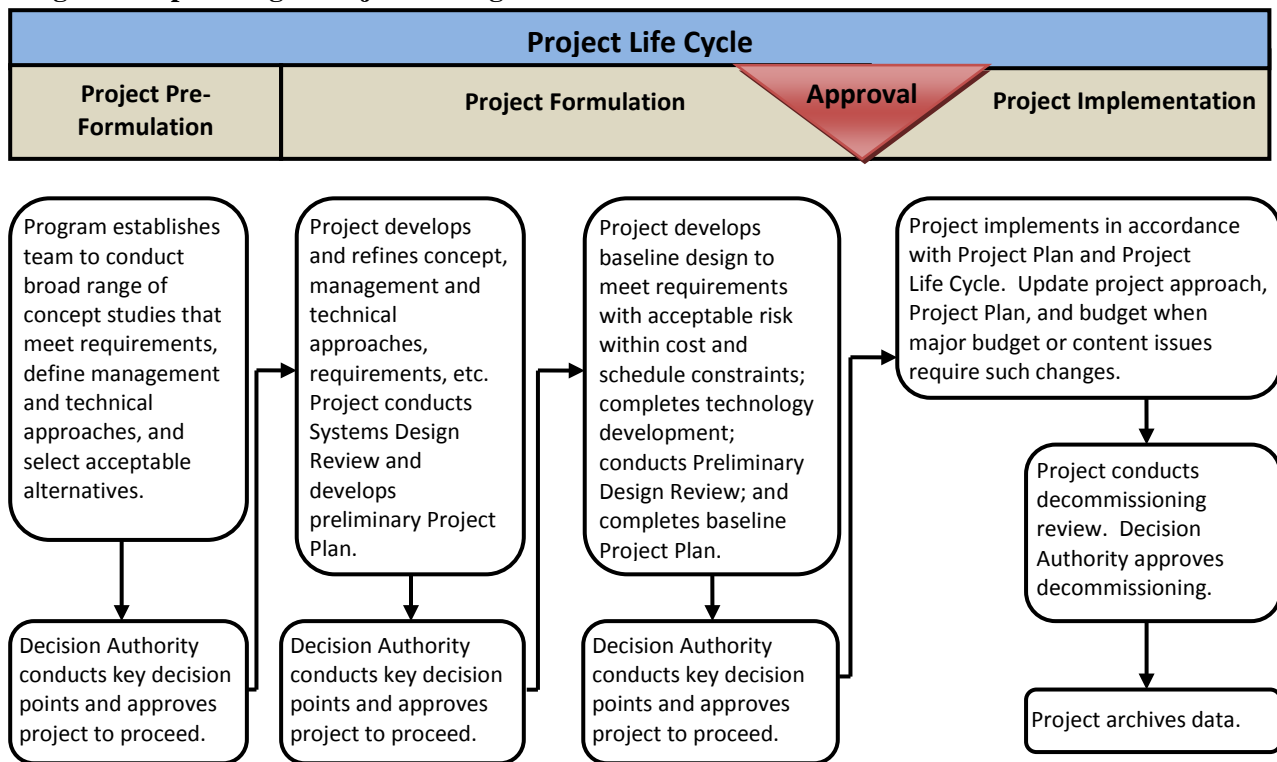 Project Life Cycle
Project Pre-
Formulation
Project Formulation
Approval
Project Implementation
Program establishes
team to conduct
broad range of
concept studies that
meet requirements,
define management
and technical
approaches, and
select acceptable
alternatives.
Decision Authority
conducts key decision
points and approves
project to proceed.
Project develops
and refines concept,
management and
technical
approaches,
requirements, etc.
Project conducts
Systems Design
Review and
develops
preliminary Project
Plan.
Decision Authority
conducts key decision
points and approves
project to proceed.
Project develops
baseline design to
meet requirements
with acceptable risk
within cost and
schedule constraints;
completes technology
development;
conducts Preliminary
Design Review; and
completes baseline
Project Plan.
Decision Authority
conducts key decision
points and approves
project to proceed.
Project implements in accordance
with Project Plan and Project
Life Cycle. Update project approach,
Project Plan, and budget when
major budget or content issues
require such changes.
Project conducts
decommissioning
review. Decision
Authority approves
decommissioning.
Project archives data.